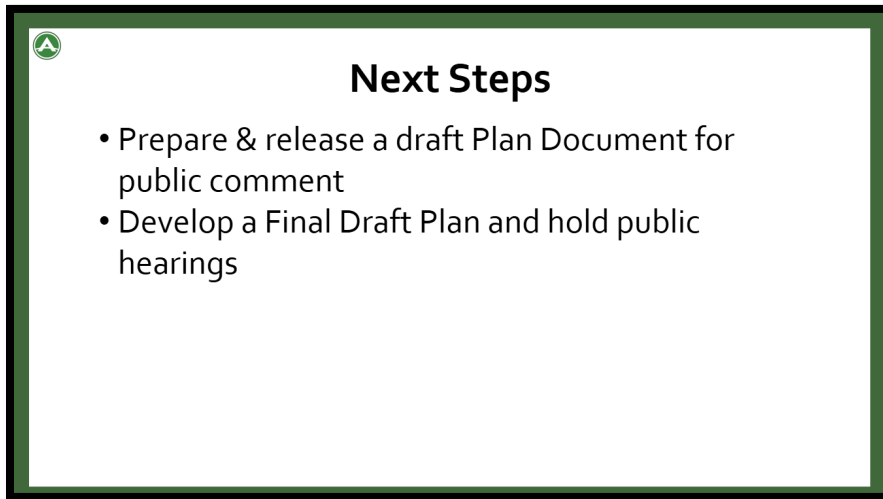 Next Steps
• Prepare & release a draft Plan Document for
public comment
• Develop a Final Draft Plan and hold public
hearings